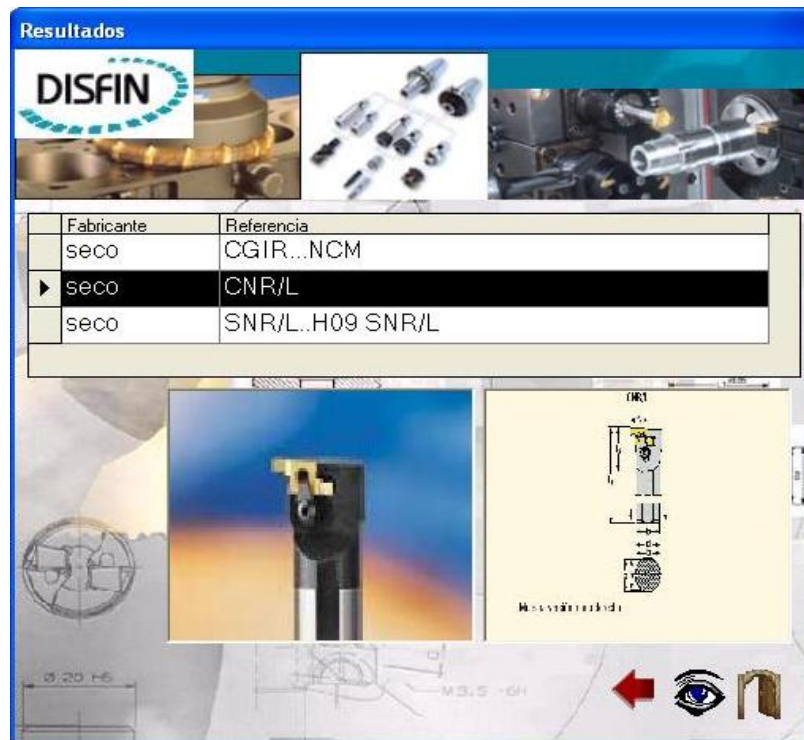 Resultados
DISFIN
Fabricante Referencia
seco CGIR...NCM
seco CNR/L
seco SNR/L..H09 SNR/L
Ø 20 H6
M3.5 -6H